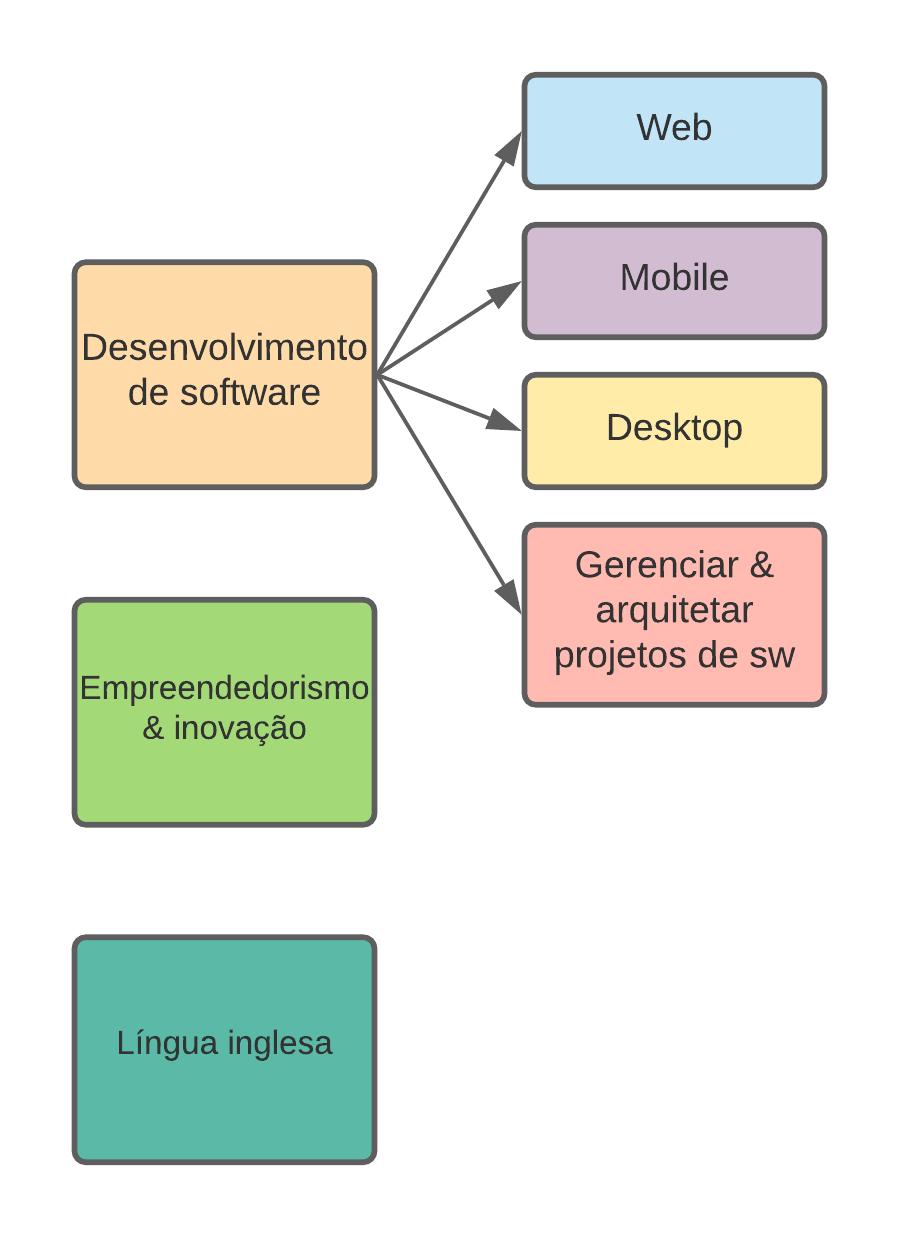 Web
Mobile
Desenvolvimento
de software
Desktop
Gerenciar &
arquitetar
projetos de sw
Empreendedorismo
& inovação
Língua inglesa